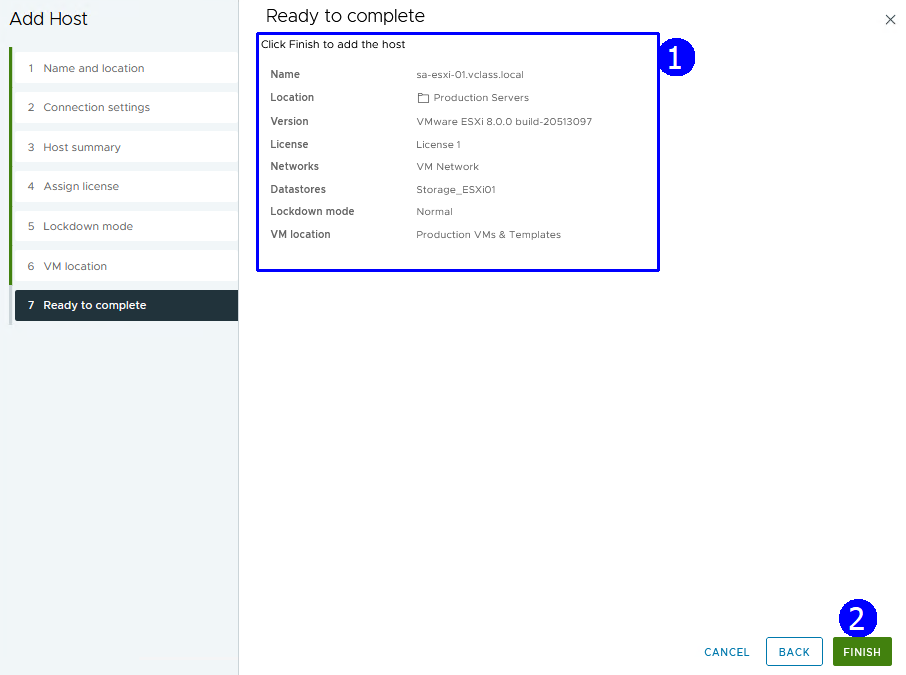 Add Host
1 Name and location
2 Connection settings
3 Host summary
4 Assign license
5 Lockdown mode
6 VM location
7 Ready to complete
Ready to complete
Click Finish to add the host
1
Name sa-esxi-01.vclass.local
Location Production Servers
Version VMware ESXi 8.0.0 build-20513097
License License 1
Networks VM Network
Datastores Storage_ESXi01
Lockdown mode Normal
VM location Production VMs & Templates
2
CANCEL BACK FINISH